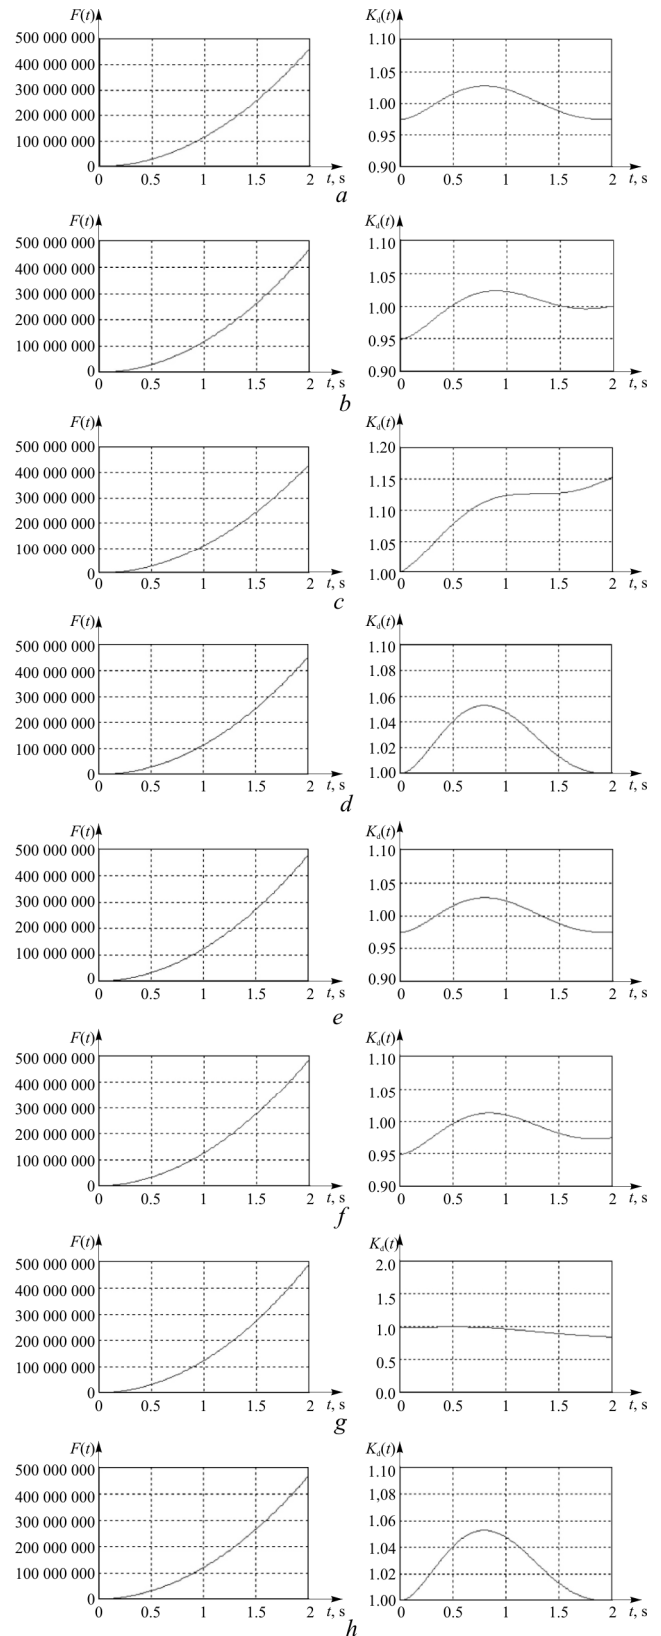 F(t) K_d(t)
500 000 000 1.10
400 000 000 1.05
300 000 000 1.00
200 000 000 0.95
100 000 000 0.90
0
0 0.5 1 1.5 2 t, s 0 0.5 1 1.5 2 t, s
a
F(t) K_d(t)
500 000 000 1.10
400 000 000 1.05
300 000 000 1.00
200 000 000 0.95
100 000 000 0.90
0
0 0.5 1 1.5 2 t, s 0 0.5 1 1.5 2 t, s
b
F(t) K_d(t)
500 000 000 1.20
400 000 000 1.15
300 000 000 1.10
200 000 000 1.05
100 000 000 1.00
0
0 0.5 1 1.5 2 t, s 0 0.5 1 1.5 2 t, s
c
F(t) K_d(t)
500 000 000 1.10
400 000 000 1.08
300 000 000 1.06
200 000 000 1.04
100 000 000 1.02
0 1.00
0 0.5 1 1.5 2 t, s 0 0.5 1 1.5 2 t, s
d
F(t) K_d(t)
500 000 000 1.10
400 000 000 1.05
300 000 000 1.00
200 000 000 0.95
100 000 000 0.90
0
0 0.5 1 1.5 2 t, s 0 0.5 1 1.5 2 t, s
e
F(t) K_d(t)
500 000 000 1.10
400 000 000 1.05
300 000 000 1.00
200 000 000 0.95
100 000 000 0.90
0
0 0.5 1 1.5 2 t, s 0 0.5 1 1.5 2 t, s
f
F(t) K_d(t)
500 000 000 2.0
400 000 000 1.5
300 000 000 1.0
200 000 000 0.5
100 000 000 0.0
0
0 0.5 1 1.5 2 t, s 0 0.5 1 1.5 2 t, s
g
F(t) K_d(t)
500 000 000 1.10
400 000 000 1,08
300 000 000 1.06
200 000 000 1.04
100 000 000 1.02
0 1.00
0 0.5 1 1.5 2 t, s 0 0.5 1 1.5 2 t, s
h